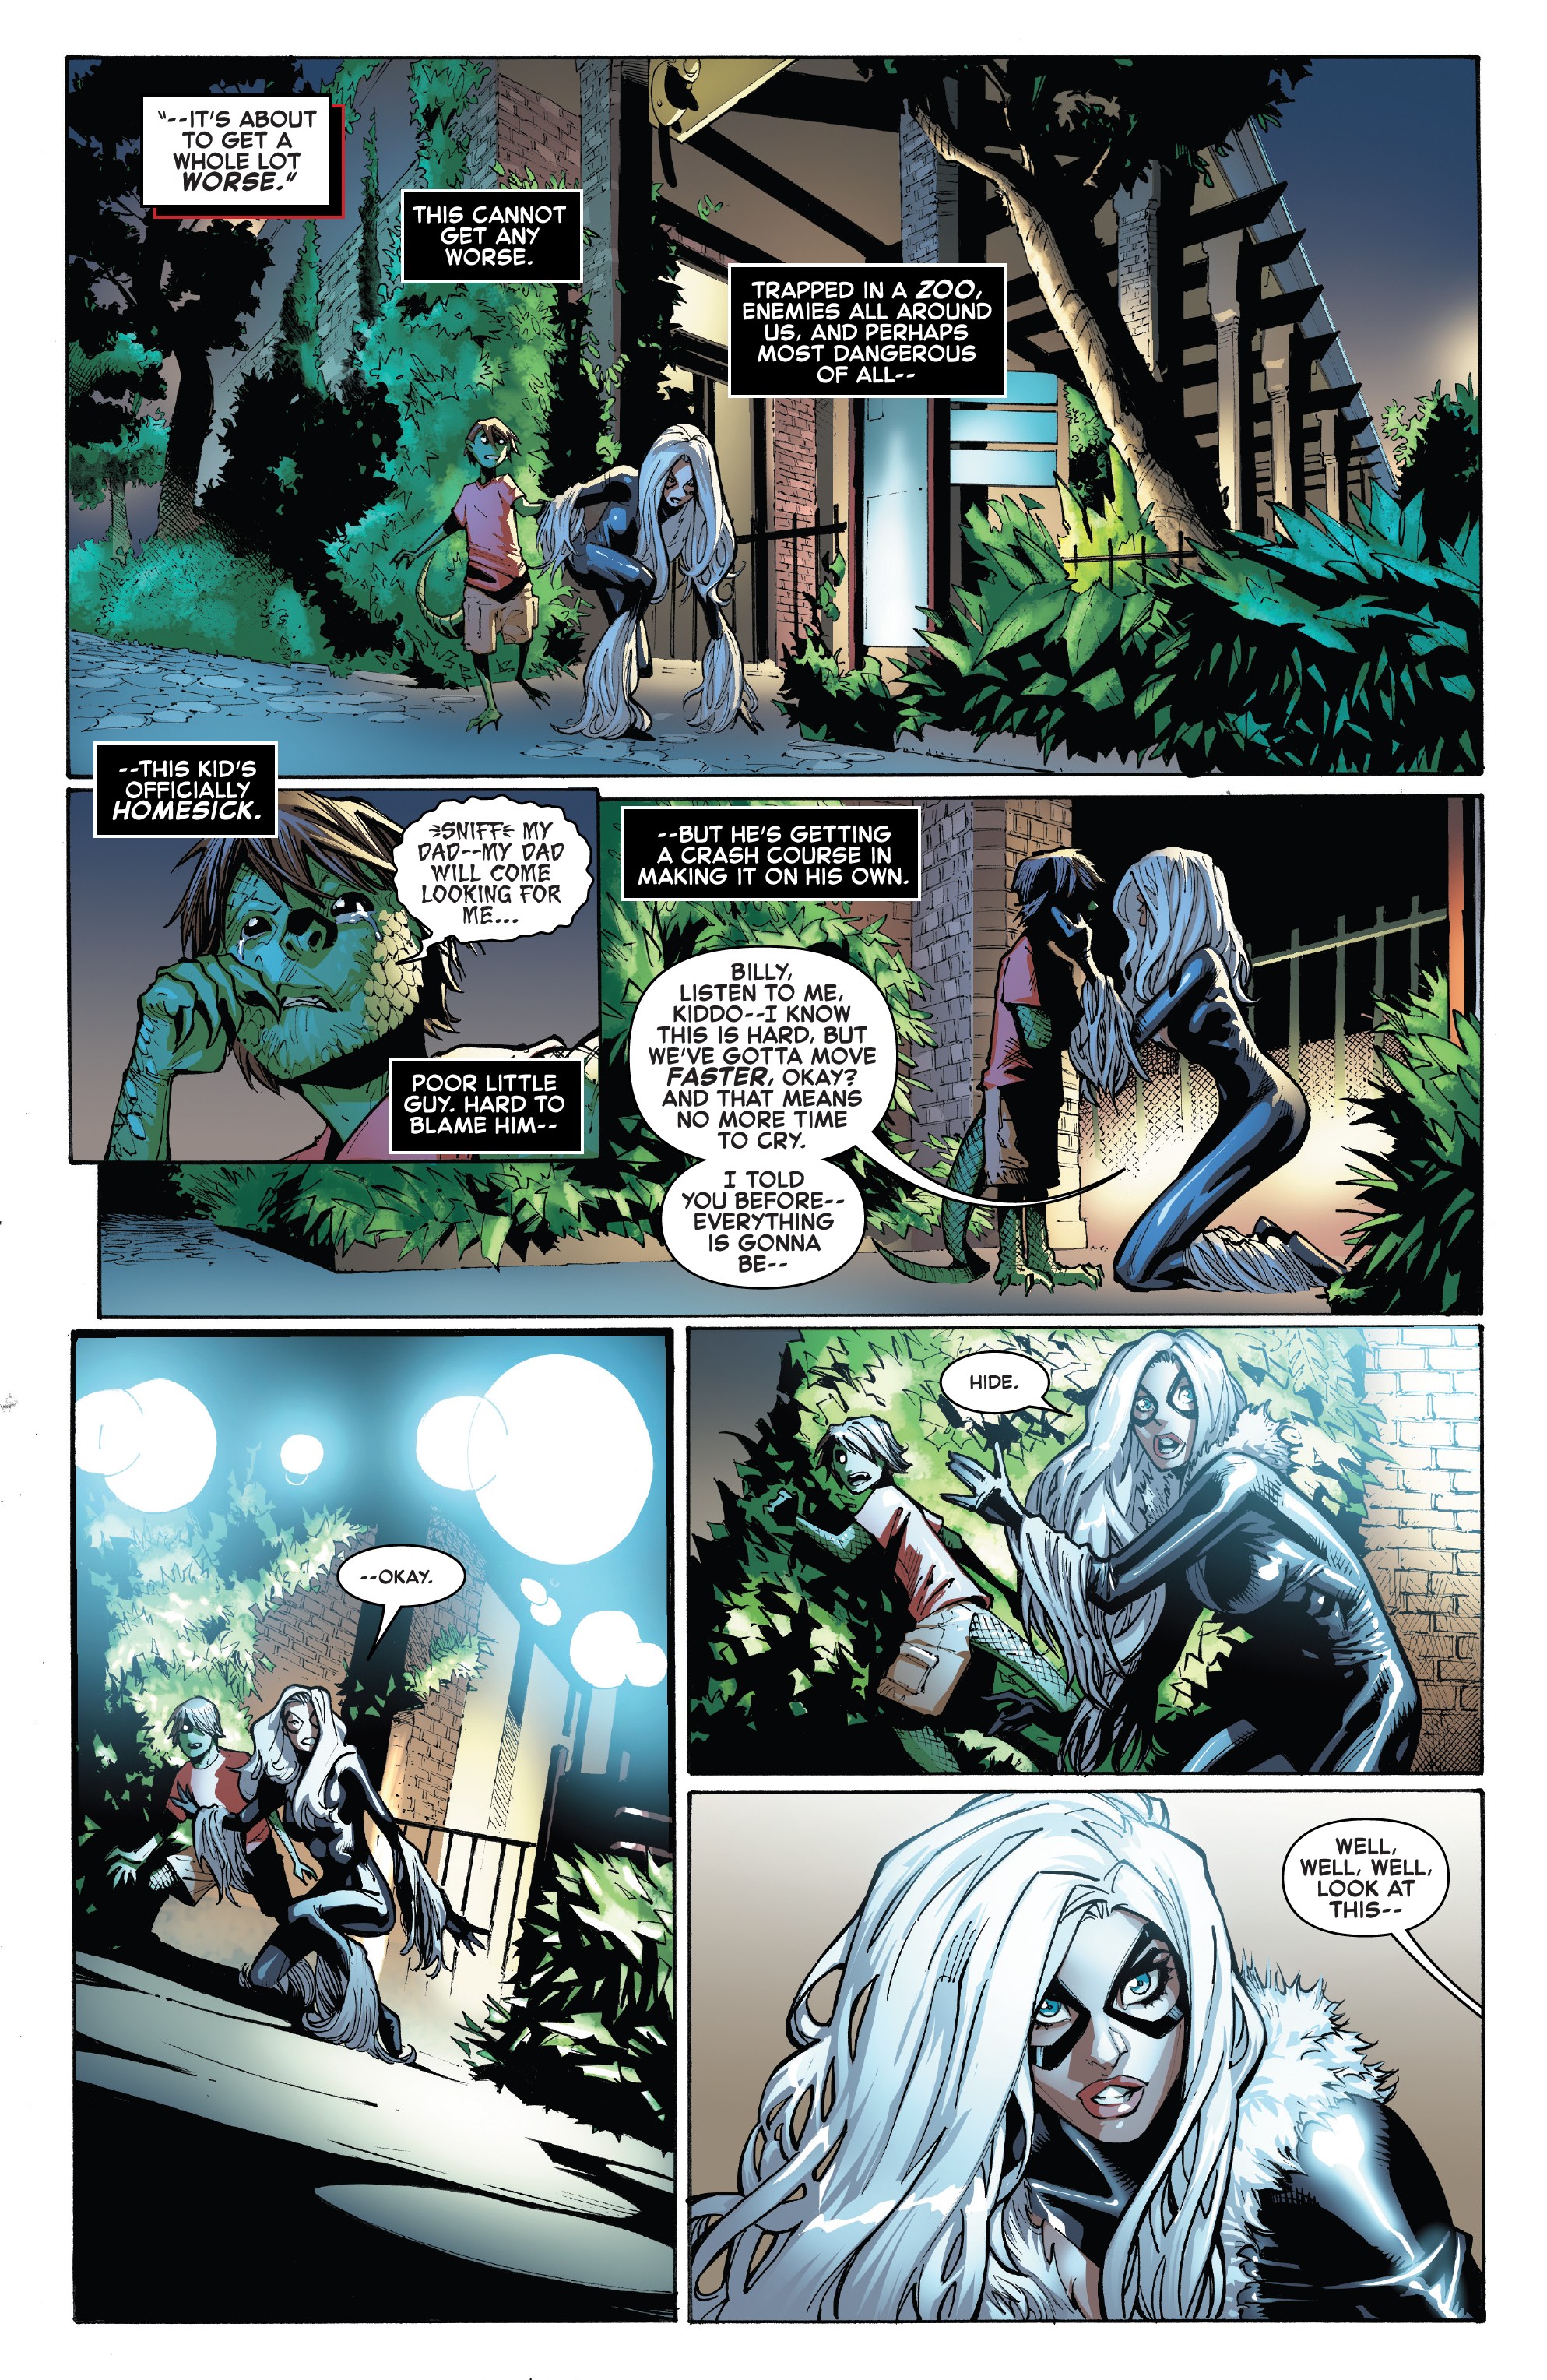 "--IT'S ABOUT
TO GET A
WHOLE LOT
WORSE."
THIS CANNOT
GET ANY
WORSE.
TRAPPED IN A ZOO,
ENEMIES ALL AROUND
US, AND PERHAPS
MOST DANGEROUS
OF ALL--
--THIS KID'S
OFFICIALLY
HOMESICK.
SNIFF MY
DAD--MY DAD
WILL COME
LOOKING FOR
ME...
POOR LITTLE
GUY. HARD TO
BLAME HIM--
--BUT HE'S GETTING
A CRASH COURSE IN
MAKING IT ON HIS OWN.
BILLY,
LISTEN TO ME,
KIDDO--I KNOW
THIS IS HARD, BUT
WE'VE GOTTA MOVE
FASTER, OKAY?
AND THAT MEANS
NO MORE TIME
TO CRY.
I TOLD
YOU BEFORE--
EVERYTHING
IS GONNA
BE--
--OKAY.
HIDE.
WELL,
WELL, WELL,
LOOK AT
THIS--